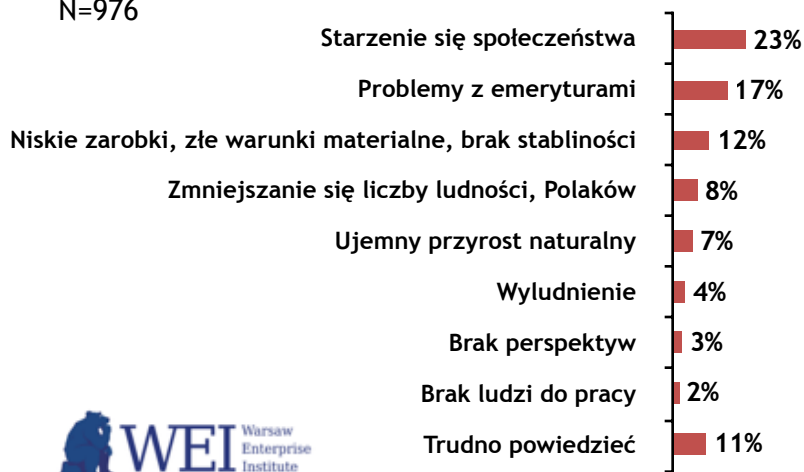 N=976
Starzenie się społeczeństwa 23%
Problemy z emeryturami 17%
Niskie zarobki, złe warunki materialne, brak stabliności 12%
Zmniejszanie się liczby ludności, Polaków 8%
Ujemny przyrost naturalny 7%
Wyludnienie 4%
Brak perspektyw 3%
Brak ludzi do pracy 2%
Trudno powiedzieć 11%
WEI
Warsaw
Enterprise
Institute